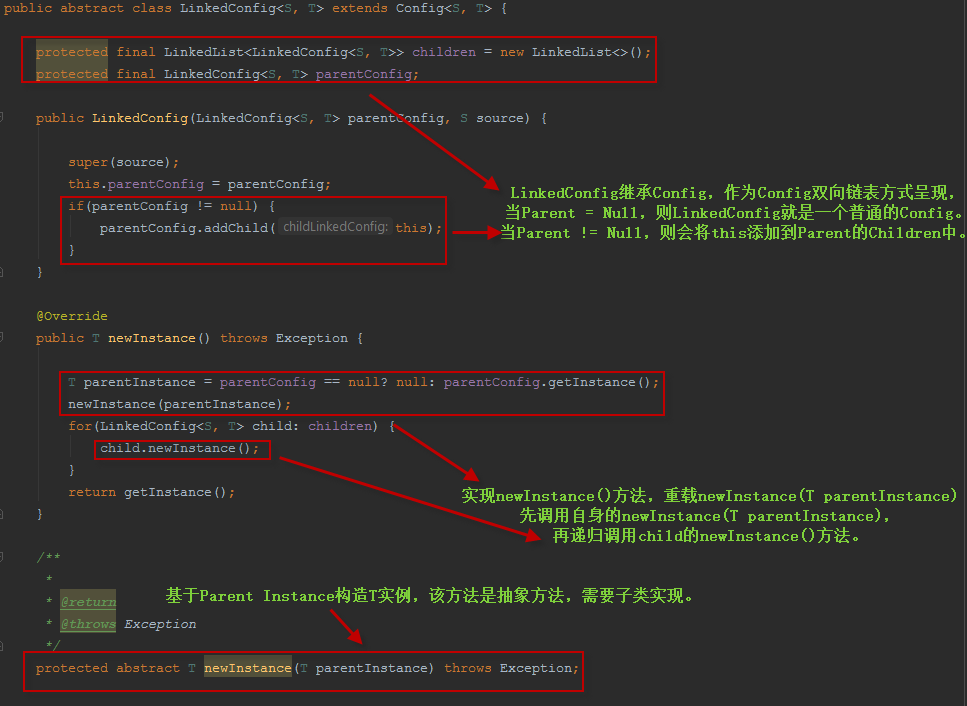 public abstract class LinkedConfig<S, T> extends Config<S, T> {
protected final LinkedList<LinkedConfig<S, T>> children = new LinkedList<>();
protected final LinkedConfig<S, T> parentConfig;
public LinkedConfig(LinkedConfig<S, T> parentConfig, S source) {
super(source);
this.parentConfig = parentConfig;
if(parentConfig != null) {
parentConfig.addChild( childLinkedConfig: this);
}
}
LinkedConfig继承Config，作为Config双向链表方式呈现，
当Parent = Null，则LinkedConfig就是一个普通的Config。
当Parent != Null，则会将this添加到Parent的Children中。
@Override
public T newInstance() throws Exception {
T parentInstance = parentConfig == null? null: parentConfig.getInstance();
newInstance(parentInstance);
for(LinkedConfig<S, T> child: children) {
child.newInstance();
}
return getInstance();
}
实现newInstance()方法，重载newInstance(T parentInstance)
先调用自身的newInstance(T parentInstance)，
再递归调用child的newInstance()方法。
/**
*
* @return
* @throws Exception
*/
基于Parent Instance构造T实例，该方法是抽象方法，需要子类实现。
protected abstract T newInstance(T parentInstance) throws Exception;